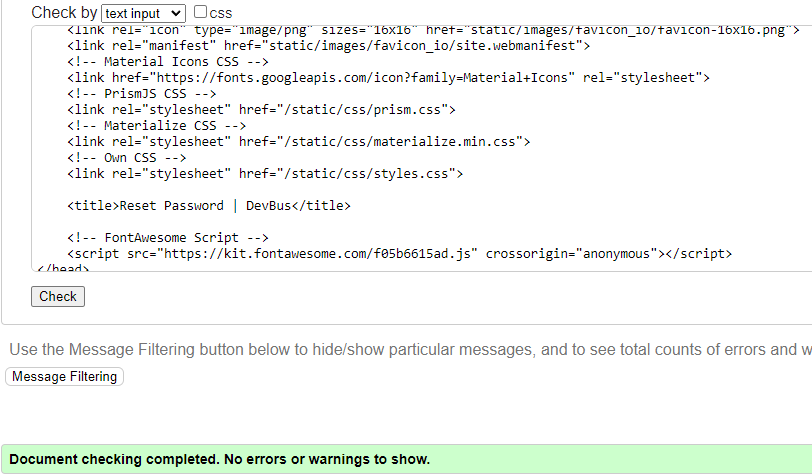 Check by text input css
<link rel="icon" type="image/png" sizes="16x16" href="static/images/favicon_io/favicon-16x16.png">
<link rel="manifest" href="static/images/favicon_io/site.webmanifest">
<!-- Material Icons CSS -->
<link href="https://fonts.googleapis.com/icon?family=Material+Icons" rel="stylesheet">
<!-- PrismJS CSS -->
<link rel="stylesheet" href="/static/css/prism.css">
<!-- Materialize CSS -->
<link rel="stylesheet" href="/static/css/materialize.min.css">
<!-- Own CSS -->
<link rel="stylesheet" href="/static/css/styles.css">
<title>Reset Password | DevBus</title>
<!-- FontAwesome Script -->
<script src="https://kit.fontawesome.com/f05b6615ad.js" crossorigin="anonymous"></script>
</head>
Check
Use the Message Filtering button below to hide/show particular messages, and to see total counts of errors and w
Message Filtering
Document checking completed. No errors or warnings to show.